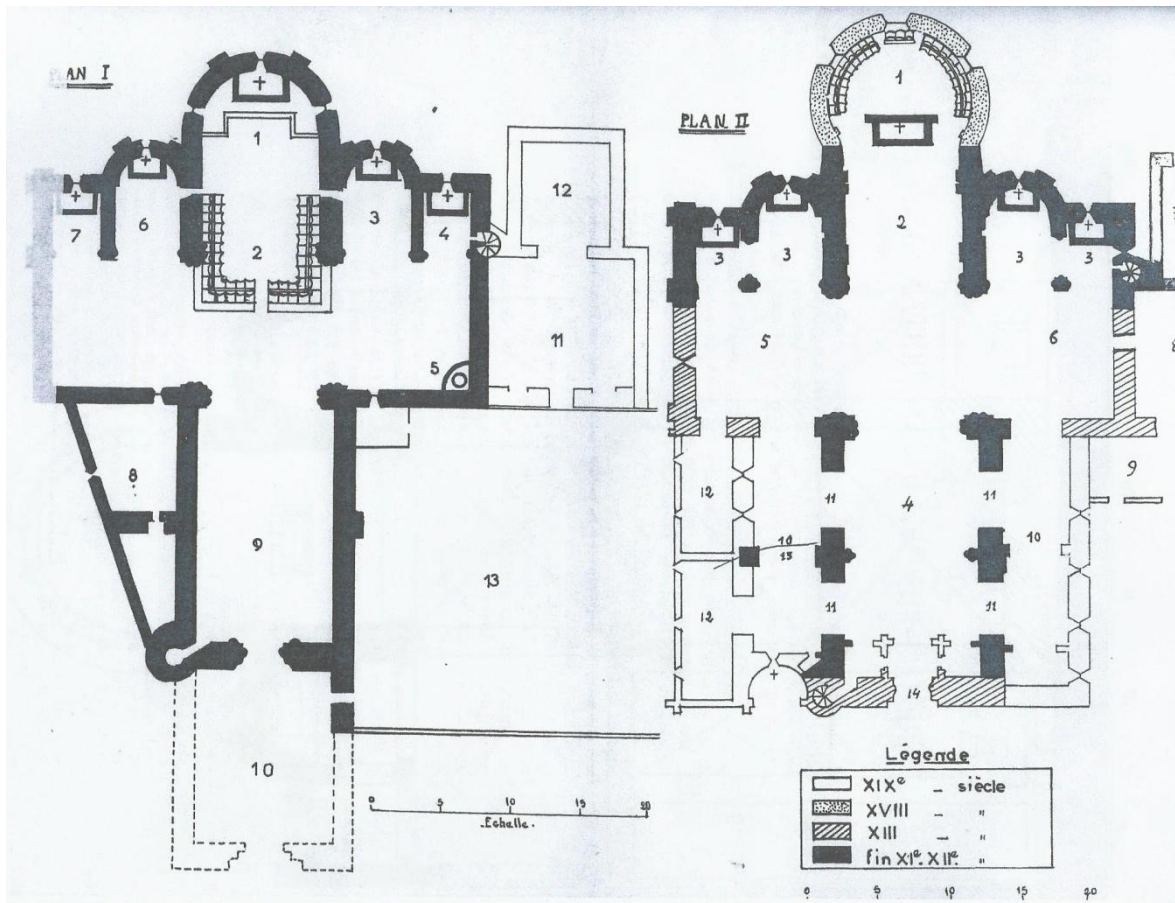 PLAN I
1
2
3
4
5
6
7
8
9
10
11
12
13
0 5 10 15 20
Echelle.
PLAN II
1
2
3 3 3 3
5 6
4
9
12 11 11 10
10
13
12 11 11
14
Légende
XIXe _ siècle
XVIII _ "
XIII _ "
fin XIe. XIIe. "
0 5 10 15 20